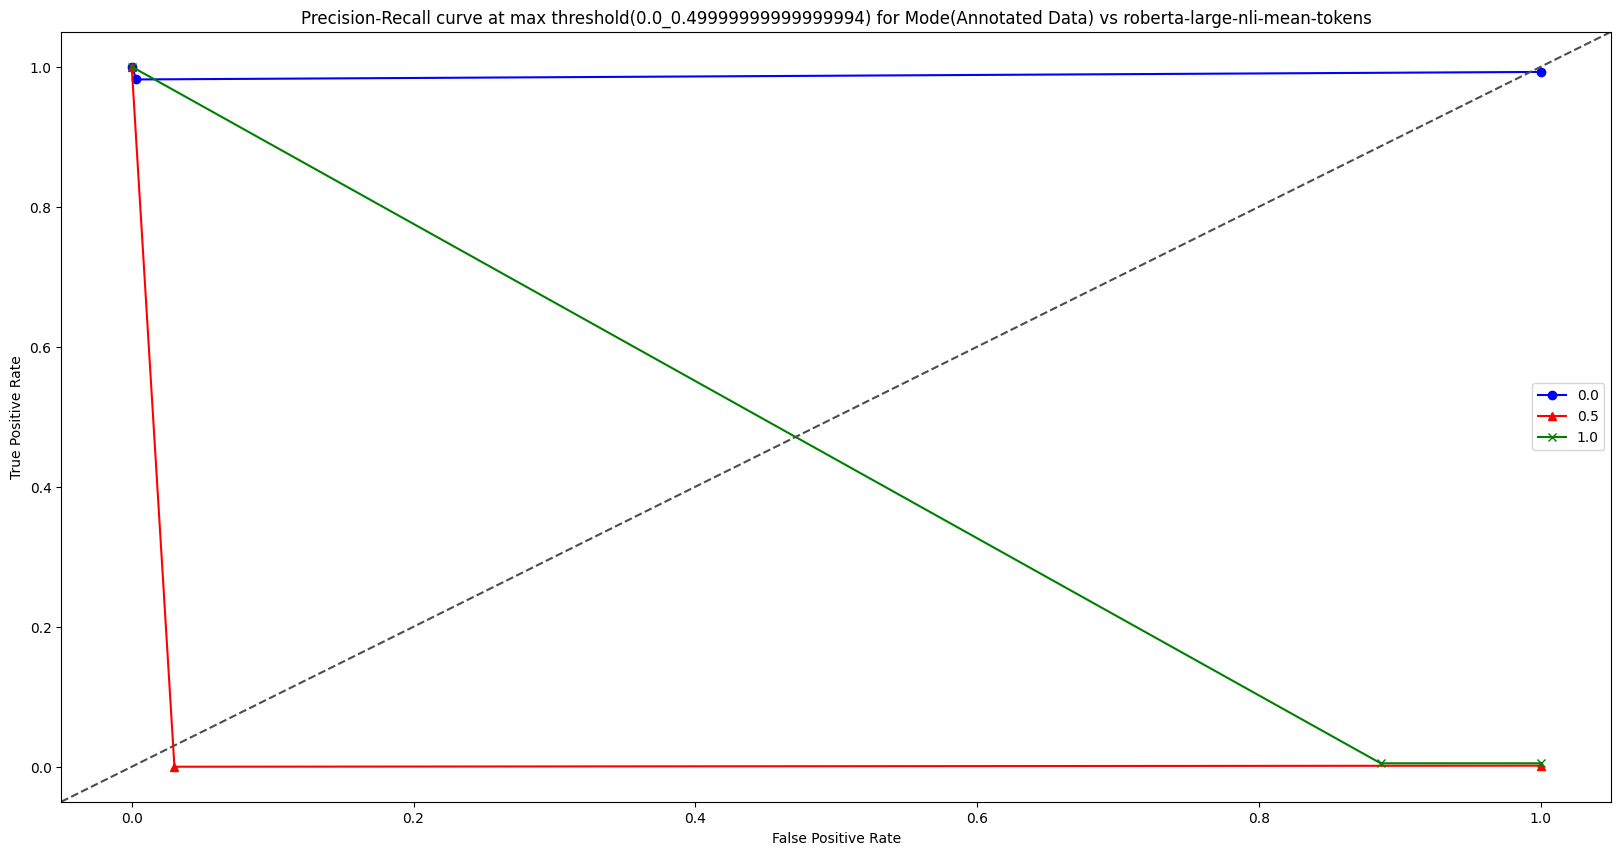 Precision-Recall curve at max threshold(0.0_0.49999999999999994) for Mode(Annotated Data) vs roberta-large-nli-mean-tokens
1.0
0.8
0.6
0.4
0.2
0.0
True Positive Rate
0.0
0.5
1.0
0.0 0.2 0.4 0.6 0.8 1.0
False Positive Rate